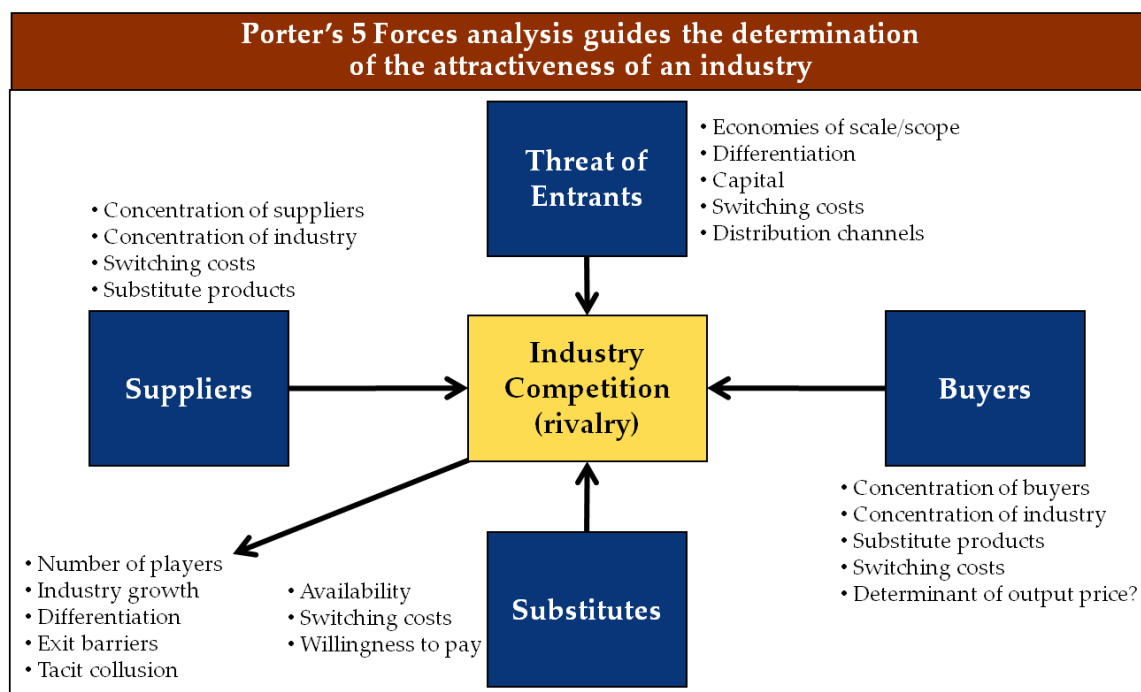 Porter's 5 Forces analysis guides the determination
of the attractiveness of an industry
Threat of
Entrants
• Economies of scale/scope
• Differentiation
• Capital
• Switching costs
• Distribution channels
• Concentration of suppliers
• Concentration of industry
• Switching costs
• Substitute products
Suppliers
Industry
Competition
(rivalry)
Buyers
• Concentration of buyers
• Concentration of industry
• Substitute products
• Switching costs
• Determinant of output price?
• Number of players
• Industry growth
• Differentiation
• Exit barriers
• Tacit collusion
• Availability
• Switching costs
• Willingness to pay
Substitutes